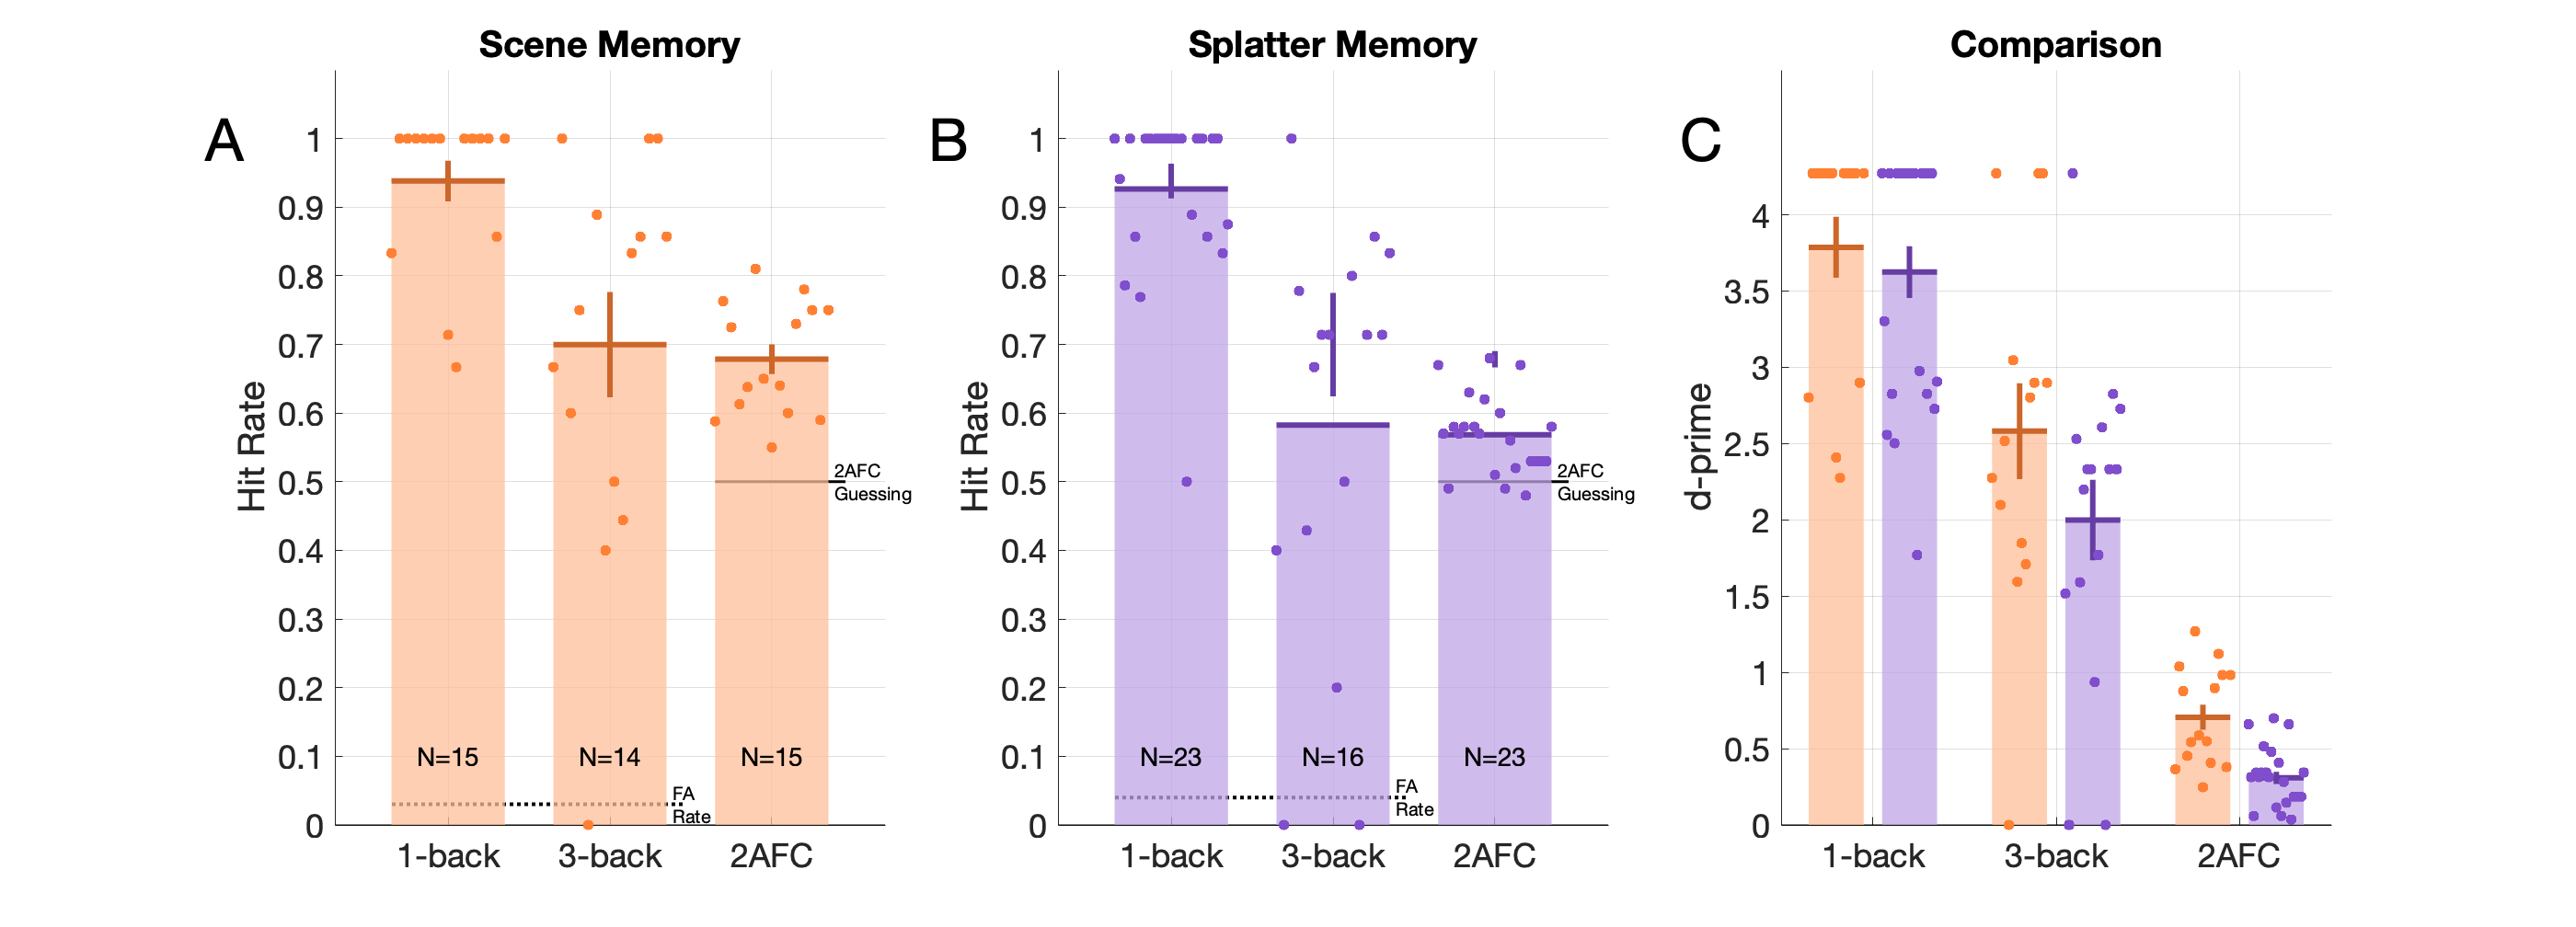 Scene Memory
A
Hit Rate
1
0.9
0.8
0.7
0.6
0.5
0.4
0.3
0.2
0.1
0
2AFC
Guessing
N=15
N=14
N=15
FA
Rate
1-back
3-back
2AFC
Splatter Memory
B
Hit Rate
1
0.9
0.8
0.7
0.6
0.5
0.4
0.3
0.2
0.1
0
2AFC
Guessing
N=23
N=16
N=23
FA
Rate
1-back
3-back
2AFC
Comparison
C
d-prime
4
3.5
3
2.5
2
1.5
1
0.5
0
1-back
3-back
2AFC